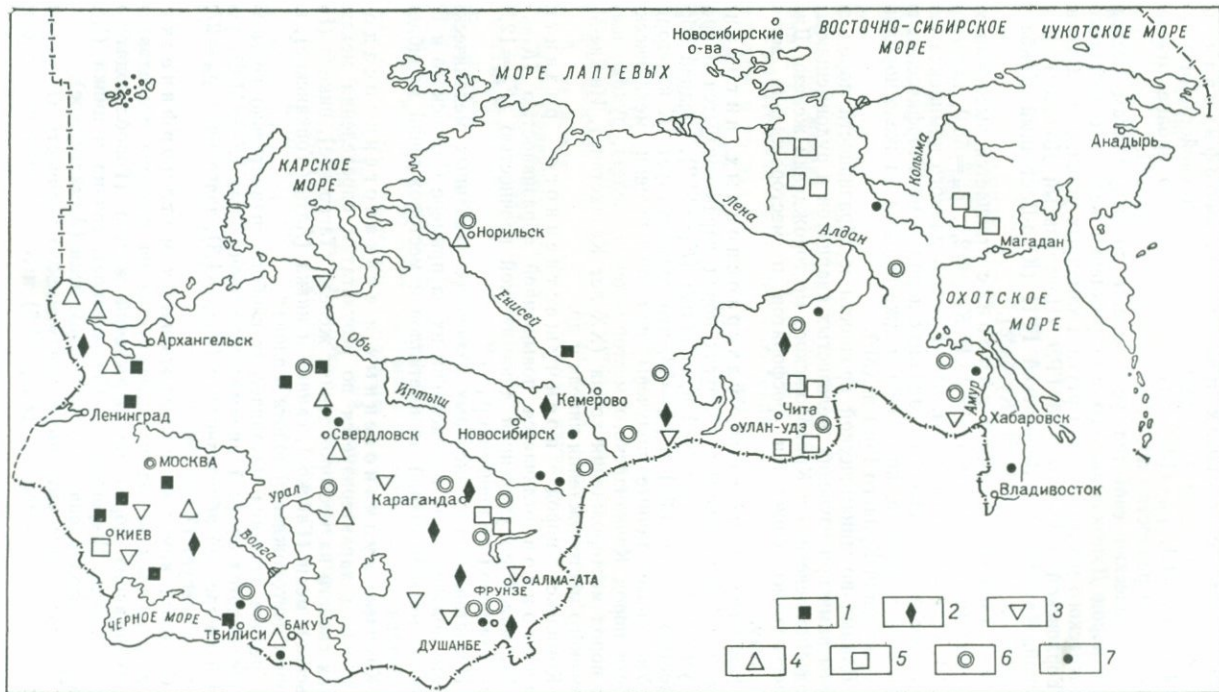 Новосибирские
о-ва
ВОСТОЧНО-СИБИРСКОЕ
МОРЕ
ЧУКОТСКОЕ МОРЕ
МОРЕ ЛАПТЕВЫХ
КАРСКОЕ
МОРЕ
Анадырь
Колыма
Лена
Алдан
Магадан
Норильск
Енисей
ОХОТСКОЕ
МОРЕ
Архангельск
Обь
Иртыш
Кемерово
Ленинград
Новосибирск
Чита
УЛАН-УДЭ
Амур
Хабаровск
Свердловск
МОСКВА
Урал
Караганда
Владивосток
КИЕВ
Волга
ФРУНЗЕ
АЛМА-АТА
ЧЕРНОЕ МОРЕ
ТБИЛИСИ
БАКУ
ДУШАНБЕ
1
2
3
4
5
6
7